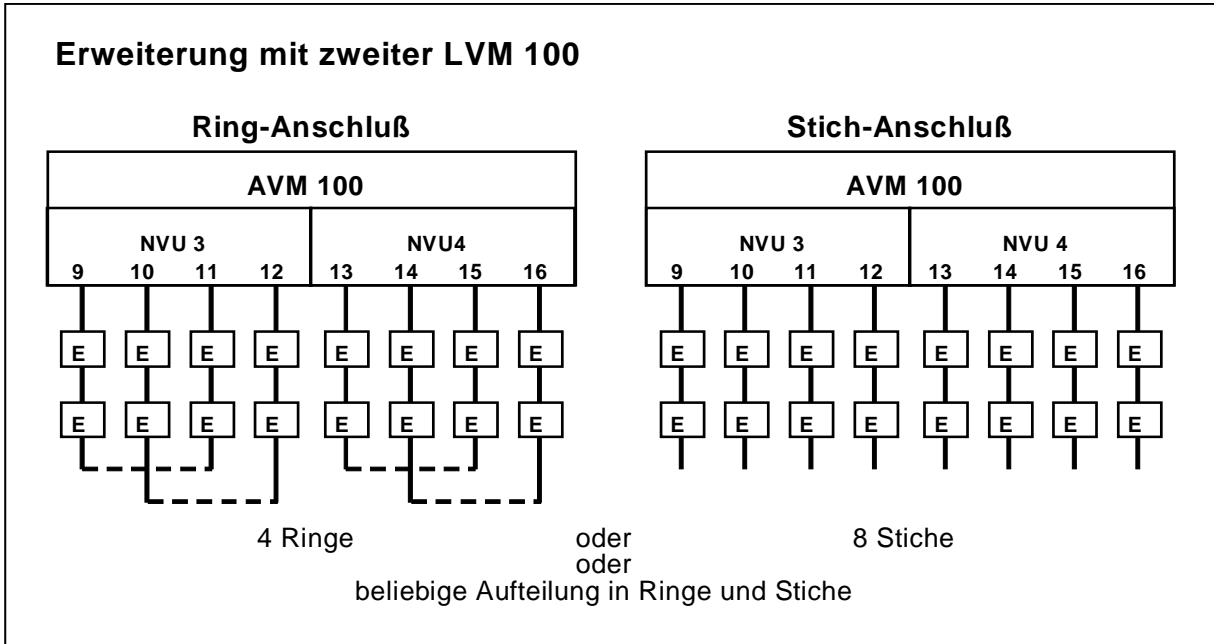 Erweiterung mit zweiter LVM 100
Ring-Anschluß
AVM 100
NVU 3 NVU4
9 10 11 12 13 14 15 16
E E E E E E E E
E E E E E E E E
Stich-Anschluß
AVM 100
NVU 3 NVU 4
9 10 11 12 13 14 15 16
E E E E E E E E
E E E E E E E E
4 Ringe oder 8 Stiche
oder
beliebige Aufteilung in Ringe und Stiche